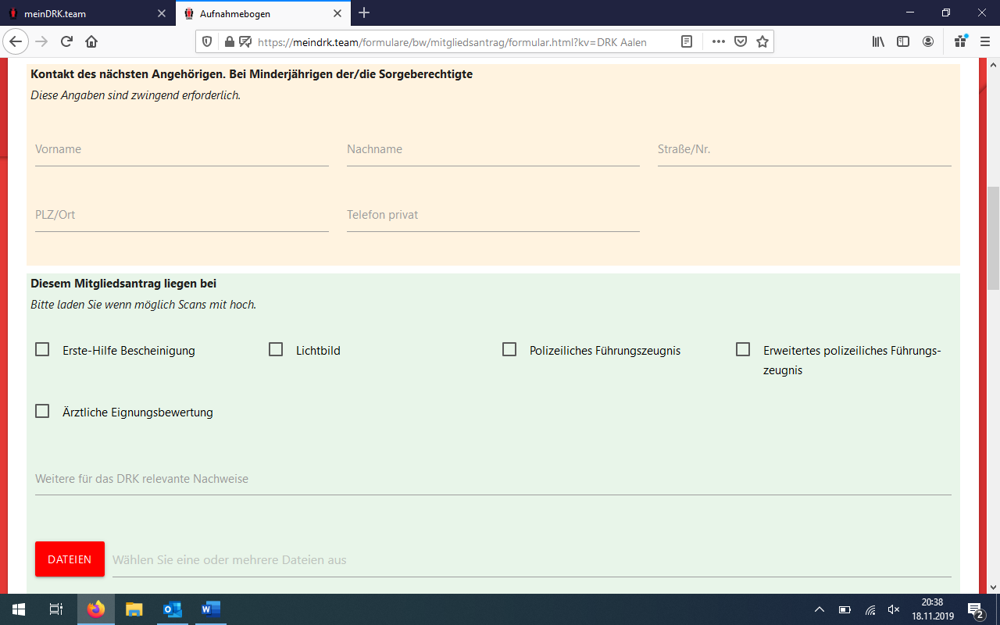 meinDRK.team
Aufnahmebogen
https://meindrk.team/formulare/bw/mitgliedsantrag/formular.html?kv=DRK Aalen
Kontakt des nächsten Angehörigen. Bei Minderjährigen der/die Sorgeberechtigte
Diese Angaben sind zwingend erforderlich.
Vorname
Nachname
Straße/Nr.
PLZ/Ort
Telefon privat
Diesem Mitgliedsantrag liegen bei
Bitte laden Sie wenn möglich Scans mit hoch.
Erste-Hilfe Bescheinigung
Lichtbild
Polizeiliches Führungszeugnis
Erweitertes polizeiliches Führungs-
zeugnis
Ärztliche Eignungsbewertung
Weitere für das DRK relevante Nachweise
DATEIEN
Wählen Sie eine oder mehrere Dateien aus
20:38
18.11.2019
2